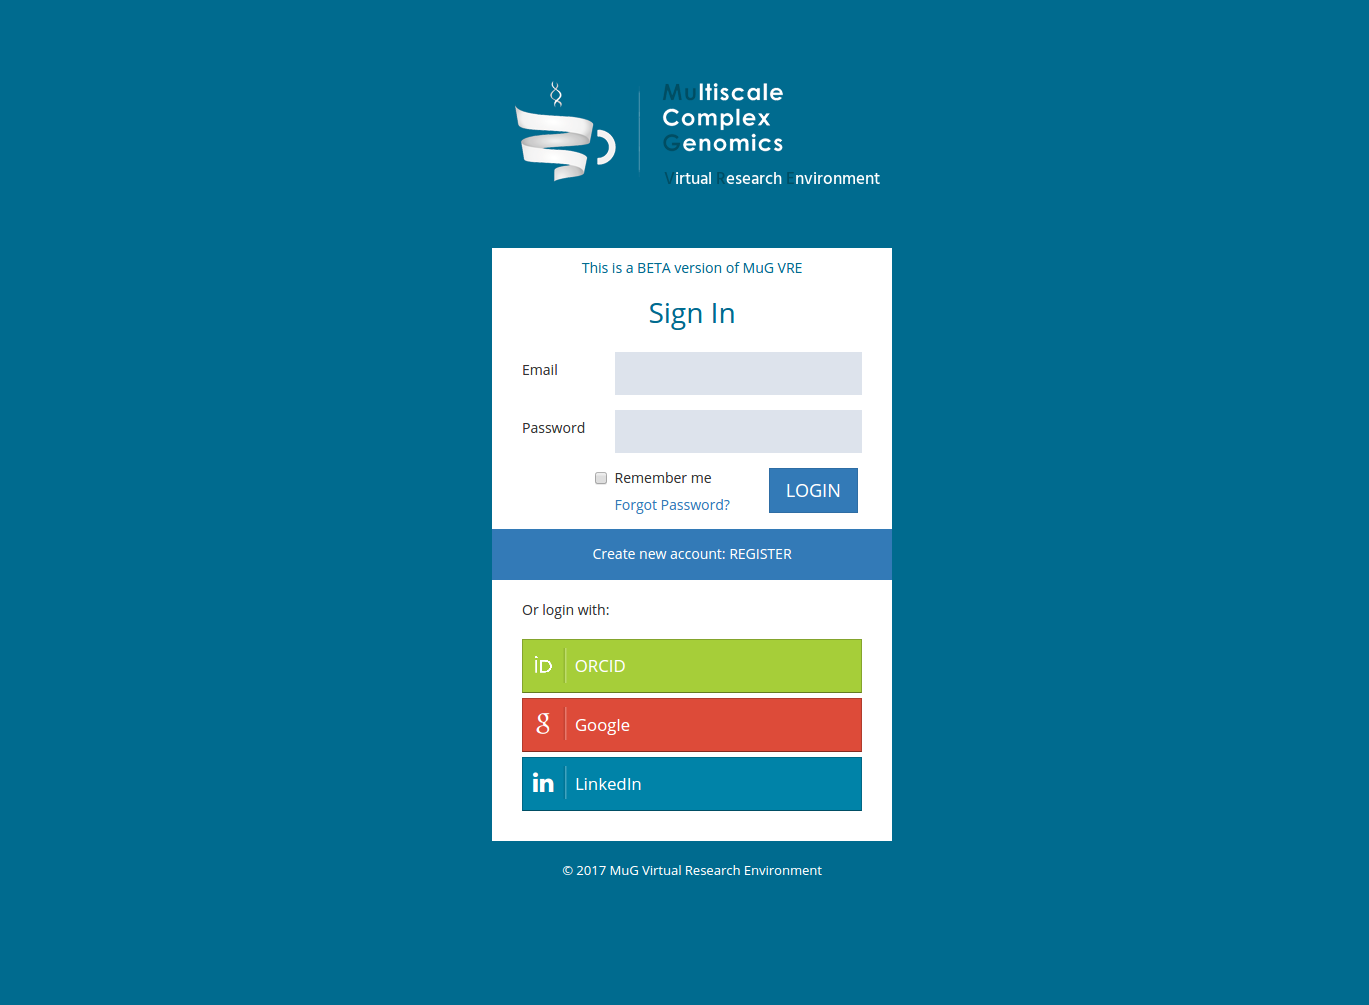 Multiscale
Complex
Genomics
Virtual Research Environment
This is a BETA version of MuG VRE
Sign In
Email
Password
Remember me
LOGIN
Forgot Password?
Create new account: REGISTER
Or login with:
iD ORCID
g Google
in LinkedIn
© 2017 MuG Virtual Research Environment